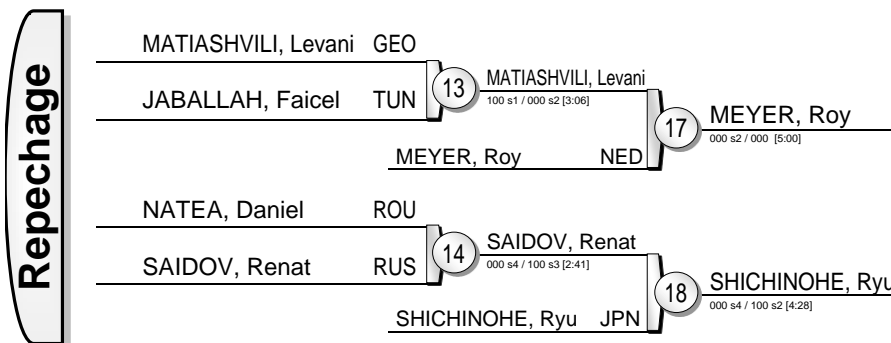 Repechage
MATIASHVILI, Levani GEO
JABALLAH, Faicel TUN
13
MATIASHVILI, Levani
100 s1 / 000 s2 [3:06]
MEYER, Roy NED
17
MEYER, Roy
000 s2 / 000 [5:00]
NATEA, Daniel ROU
SAIDOV, Renat RUS
14
SAIDOV, Renat
000 s4 / 100 s3 [2:41]
SHICHINOHE, Ryu JPN
18
SHICHINOHE, Ryu
000 s4 / 100 s2 [4:28]